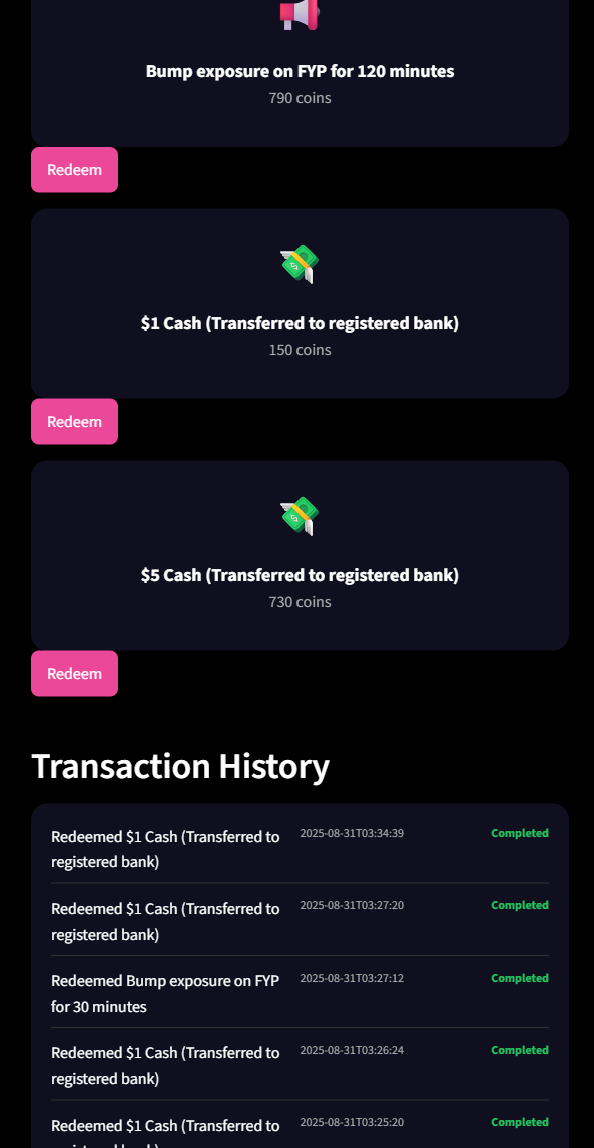 Bump exposure on FYP for 120 minutes
790 coins
Redeem
$1 Cash (Transferred to registered bank)
150 coins
Redeem
$5 Cash (Transferred to registered bank)
730 coins
Redeem
Transaction History
Redeemed $1 Cash (Transferred to
registered bank)
2025-08-31T03:34:39
Completed
Redeemed $1 Cash (Transferred to
registered bank)
2025-08-31T03:27:20
Completed
Redeemed Bump exposure on FYP
for 30 minutes
2025-08-31T03:27:12
Completed
Redeemed $1 Cash (Transferred to
registered bank)
2025-08-31T03:26:24
Completed
Redeemed $1 Cash (Transferred to
2025-08-31T03:25:20
Completed